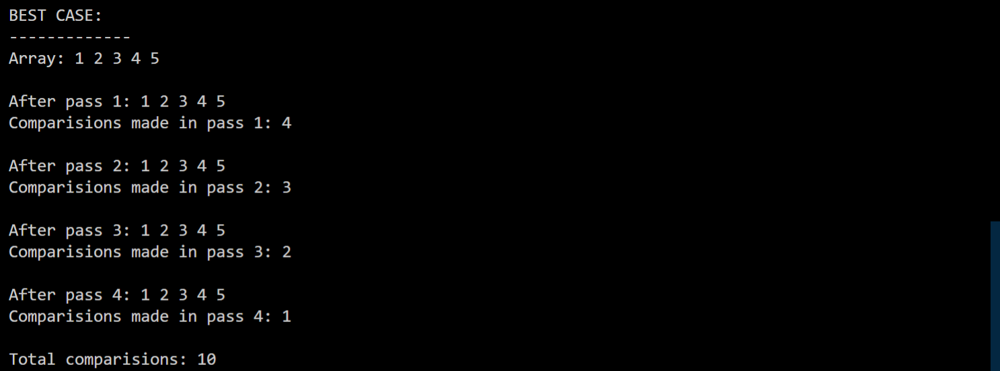 BEST CASE:
-------------
Array: 1 2 3 4 5
After pass 1: 1 2 3 4 5
Comparisions made in pass 1: 4
After pass 2: 1 2 3 4 5
Comparisions made in pass 2: 3
After pass 3: 1 2 3 4 5
Comparisions made in pass 3: 2
After pass 4: 1 2 3 4 5
Comparisions made in pass 4: 1
Total comparisions: 10